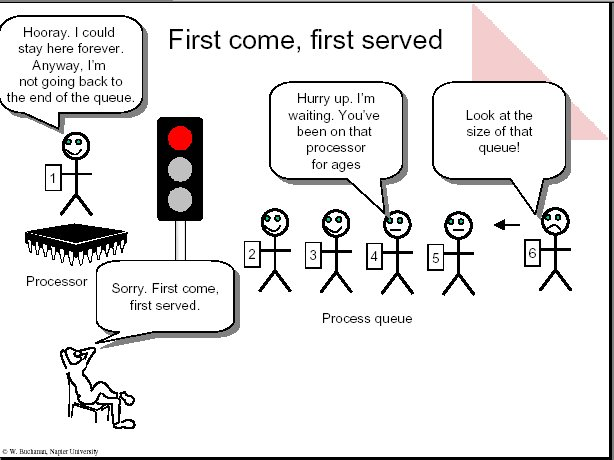 First come, first served
Hooray. I could
stay here forever.
Anyway, I'm
not going back to
the end of the queue.
Hurry up. I'm
waiting. You've
been on that
processor
for ages
Look at the
size of that
queue!
1
2
3
4
5
6
Processor
Sorry. First come,
first served.
Process queue
© W. Buchanan, Napier University